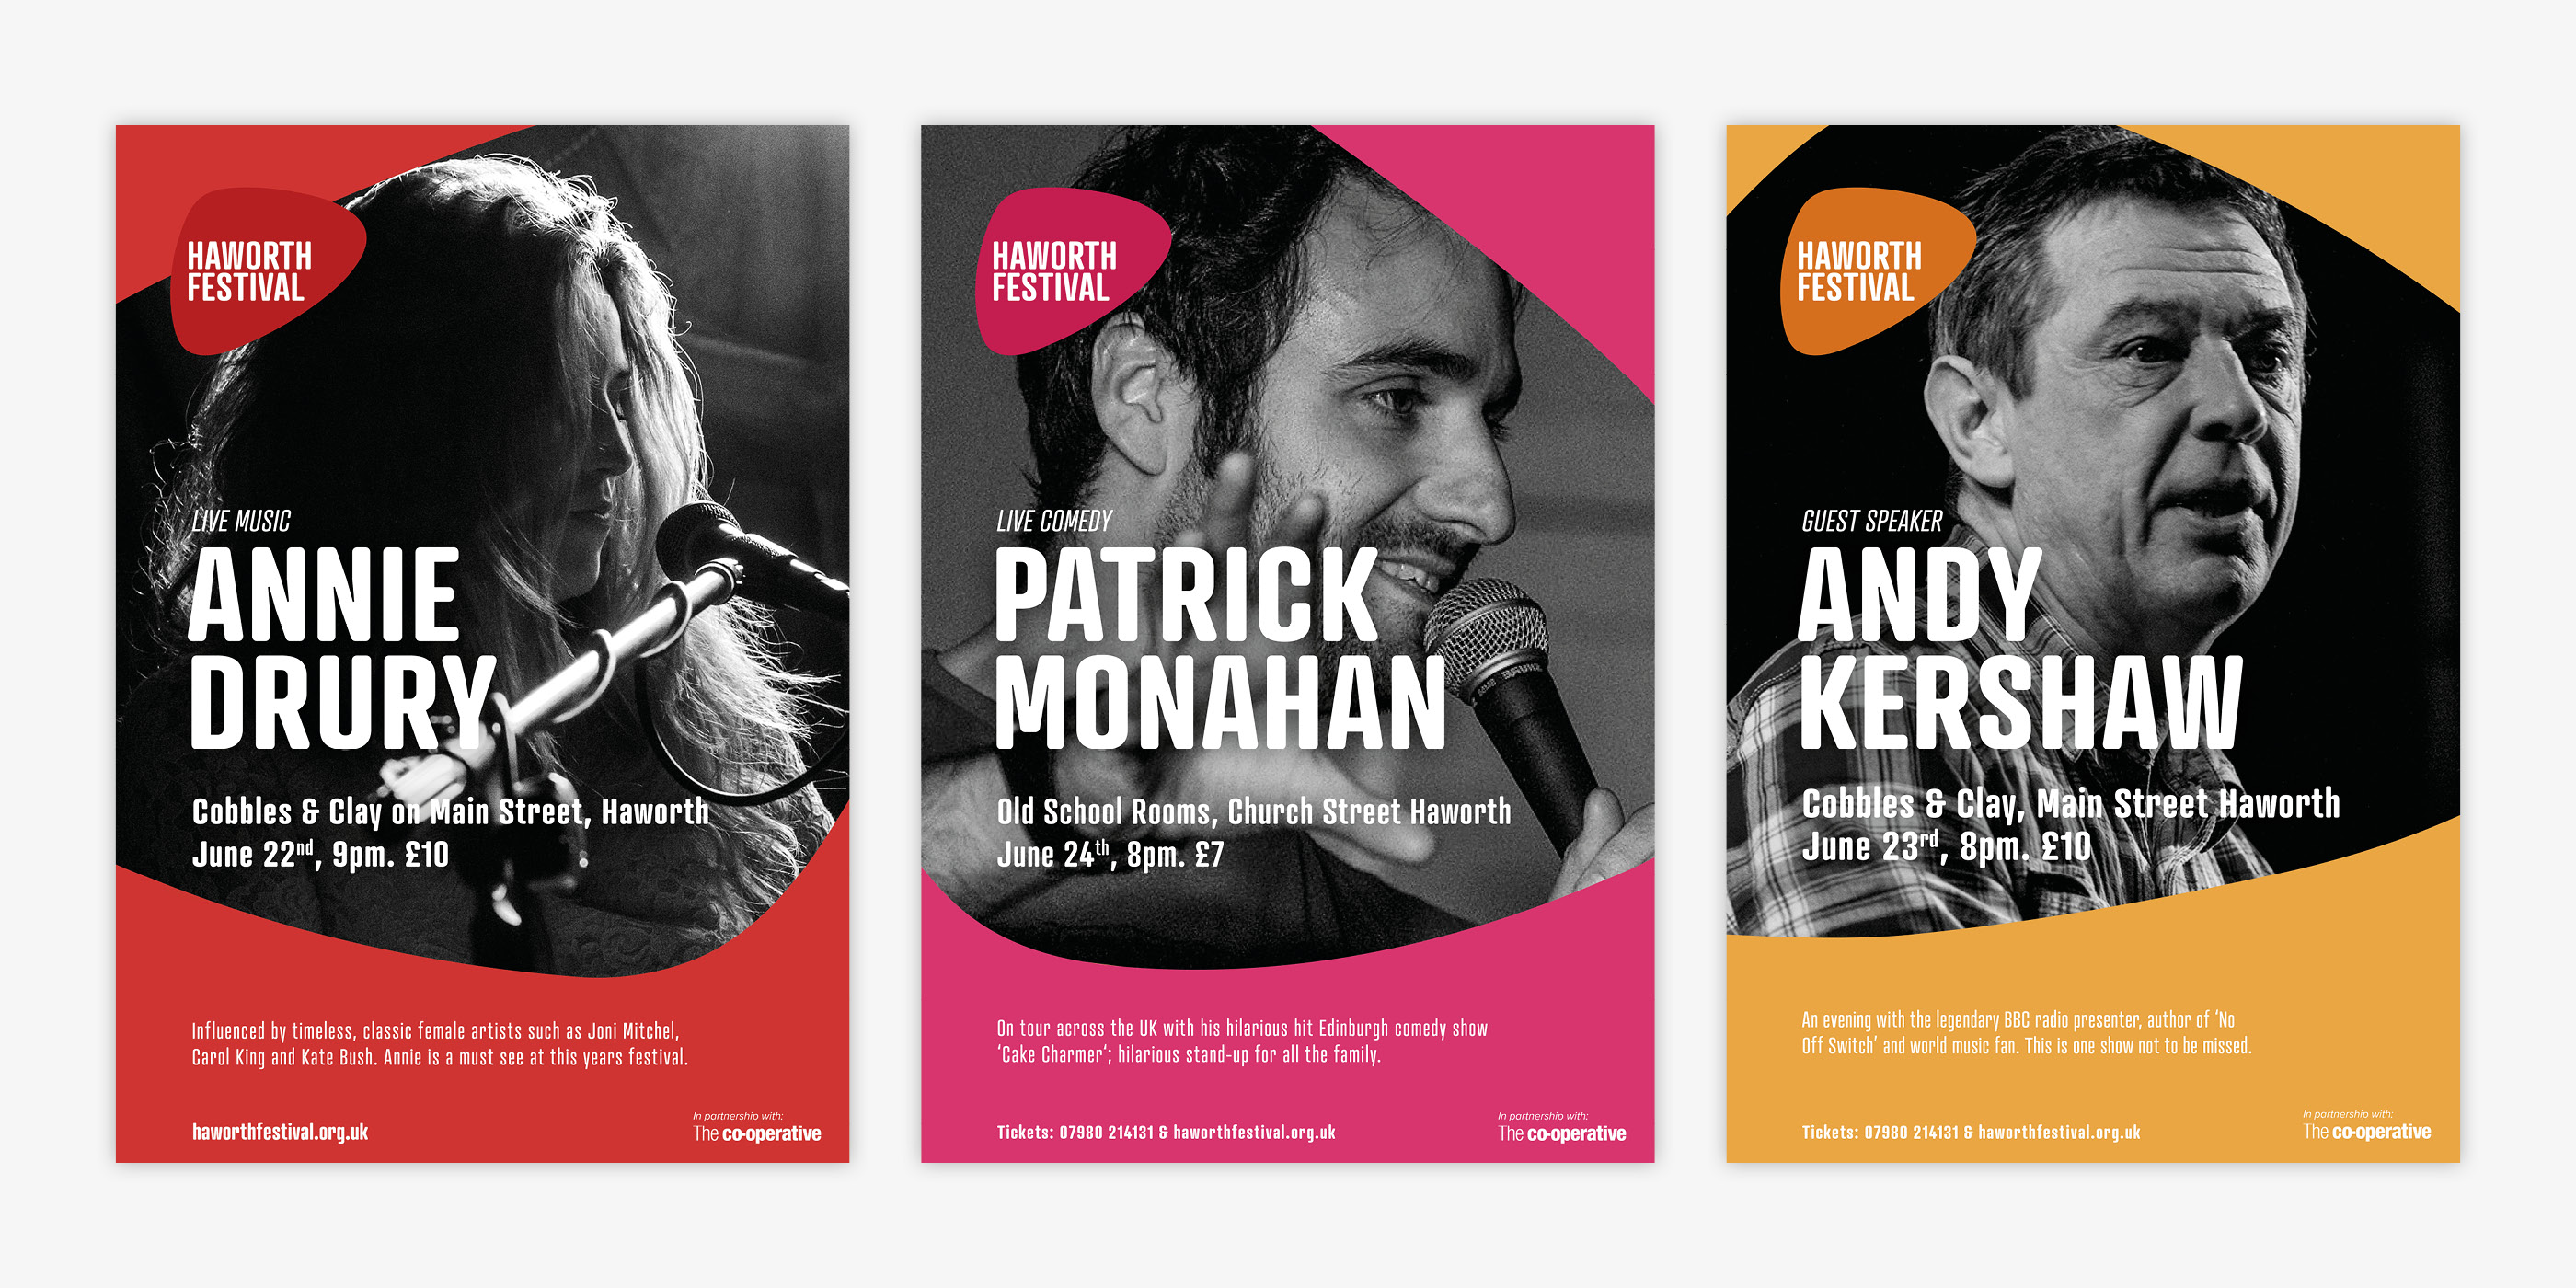 HAWORTH
FESTIVAL
LIVE MUSIC
ANNIE
DRURY
Cobbles & Clay on Main Street, Haworth
June 22nd, 9pm. £10
Influenced by timeless, classic female artists such as Joni Mitchel,
Carol King and Kate Bush. Annie is a must see at this years festival.
haworthfestival.org.uk
In partnership with:
The co-operative
HAWORTH
FESTIVAL
LIVE COMEDY
PATRICK
MONAHAN
Old School Rooms, Church Street Haworth
June 24th, 8pm. £7
On tour across the UK with his hilarious hit Edinburgh comedy show
‘Cake Charmer‘; hilarious stand-up for all the family.
Tickets: 07980 214131 & haworthfestival.org.uk
In partnership with:
The co-operative
HAWORTH
FESTIVAL
GUEST SPEAKER
ANDY
KERSHAW
Cobbles & Clay, Main Street Haworth
June 23rd, 8pm. £10
An evening with the legendary BBC radio presenter, author of ‘No
Off Switch’ and world music fan. This is one show not to be missed.
Tickets: 07980 214131 & haworthfestival.org.uk
In partnership with:
The co-operative